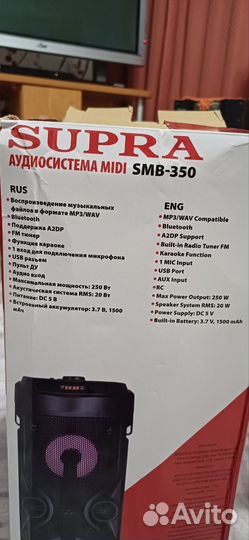 SUPRA
АУДИОСИСТЕМА MIDI SMB-350
RUS
• Воспроизведение музыкальных
файлов в формате MP3/WAV
• Bluetooth
• Поддержка A2DP
• FM тюнер
• Функция караоке
• 1 вход для подключения микрофона
• USB разъем
• Пульт ДУ
• Аудио вход
• Максимальная мощность: 250 Вт
• Акустическая система RMS: 20 Вт
• Питание: DC 5 В
• Встроенный аккумулятор: 3.7 В, 1500
мАч
ENG
• MP3/WAV Compatible
• Bluetooth
• A2DP Support
• Built-in Radio Tuner FM
• Karaoke Function
• 1 MIC Input
• USB Port
• AUX Input
• RC
• Max Power Output: 250 W
• Speaker System RMS: 20 W
• Power Supply: DC 5 V
• Built-in Battery: 3.7 V, 1500 mAh
Avito